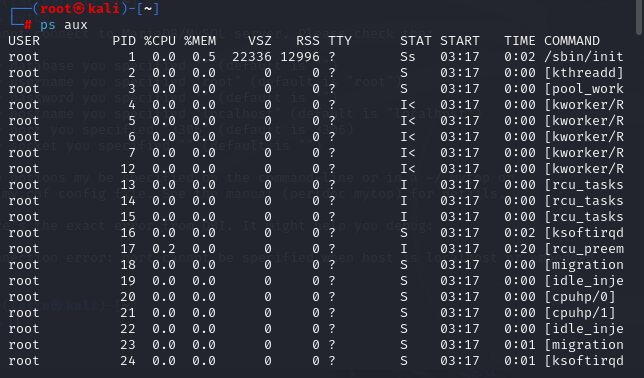 ┌──(root㉿kali)-[~]
└─# ps aux
USER PID %CPU %MEM VSZ RSS TTY STAT START TIME COMMAND
root 1 0.0 0.5 22336 12996 ? Ss 03:17 0:02 /sbin/init
root 2 0.0 0.0 0 0 ? S 03:17 0:00 [kthreadd]
root 3 0.0 0.0 0 0 ? S 03:17 0:00 [pool_work
root 4 0.0 0.0 0 0 ? I< 03:17 0:00 [kworker/R
root 5 0.0 0.0 0 0 ? I< 03:17 0:00 [kworker/R
root 6 0.0 0.0 0 0 ? I< 03:17 0:00 [kworker/R
root 7 0.0 0.0 0 0 ? I< 03:17 0:00 [kworker/R
root 12 0.0 0.0 0 0 ? I< 03:17 0:00 [kworker/R
root 13 0.0 0.0 0 0 ? I 03:17 0:00 [rcu_tasks
root 14 0.0 0.0 0 0 ? I 03:17 0:00 [rcu_tasks
root 15 0.0 0.0 0 0 ? I 03:17 0:00 [rcu_tasks
root 16 0.0 0.0 0 0 ? S 03:17 0:02 [ksoftirqd
root 17 0.2 0.0 0 0 ? I 03:17 0:20 [rcu_preem
root 18 0.0 0.0 0 0 ? S 03:17 0:00 [migration
root 19 0.0 0.0 0 0 ? S 03:17 0:00 [idle_inje
root 20 0.0 0.0 0 0 ? S 03:17 0:00 [cpuhp/0]
root 21 0.0 0.0 0 0 ? S 03:17 0:00 [cpuhp/1]
root 22 0.0 0.0 0 0 ? S 03:17 0:00 [idle_inje
root 23 0.0 0.0 0 0 ? S 03:17 0:01 [migration
root 24 0.0 0.0 0 0 ? S 03:17 0:01 [ksoftirqd